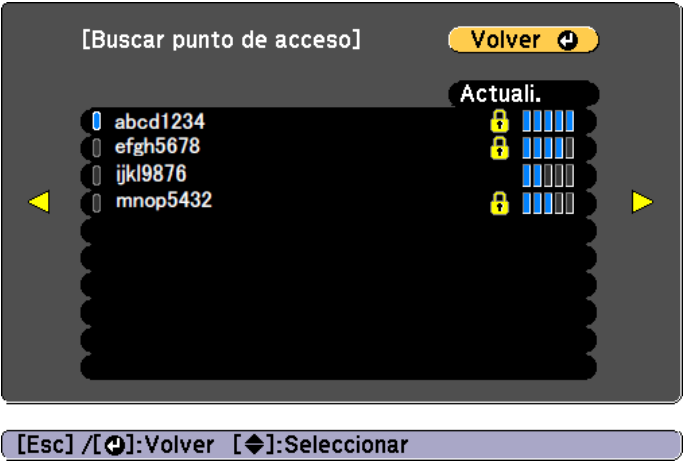 [Buscar punto de acceso]
Volver
Actuali.
abcd1234
efgh5678
ijkl9876
mnop5432
[Esc] /[]:Volver []:Seleccionar